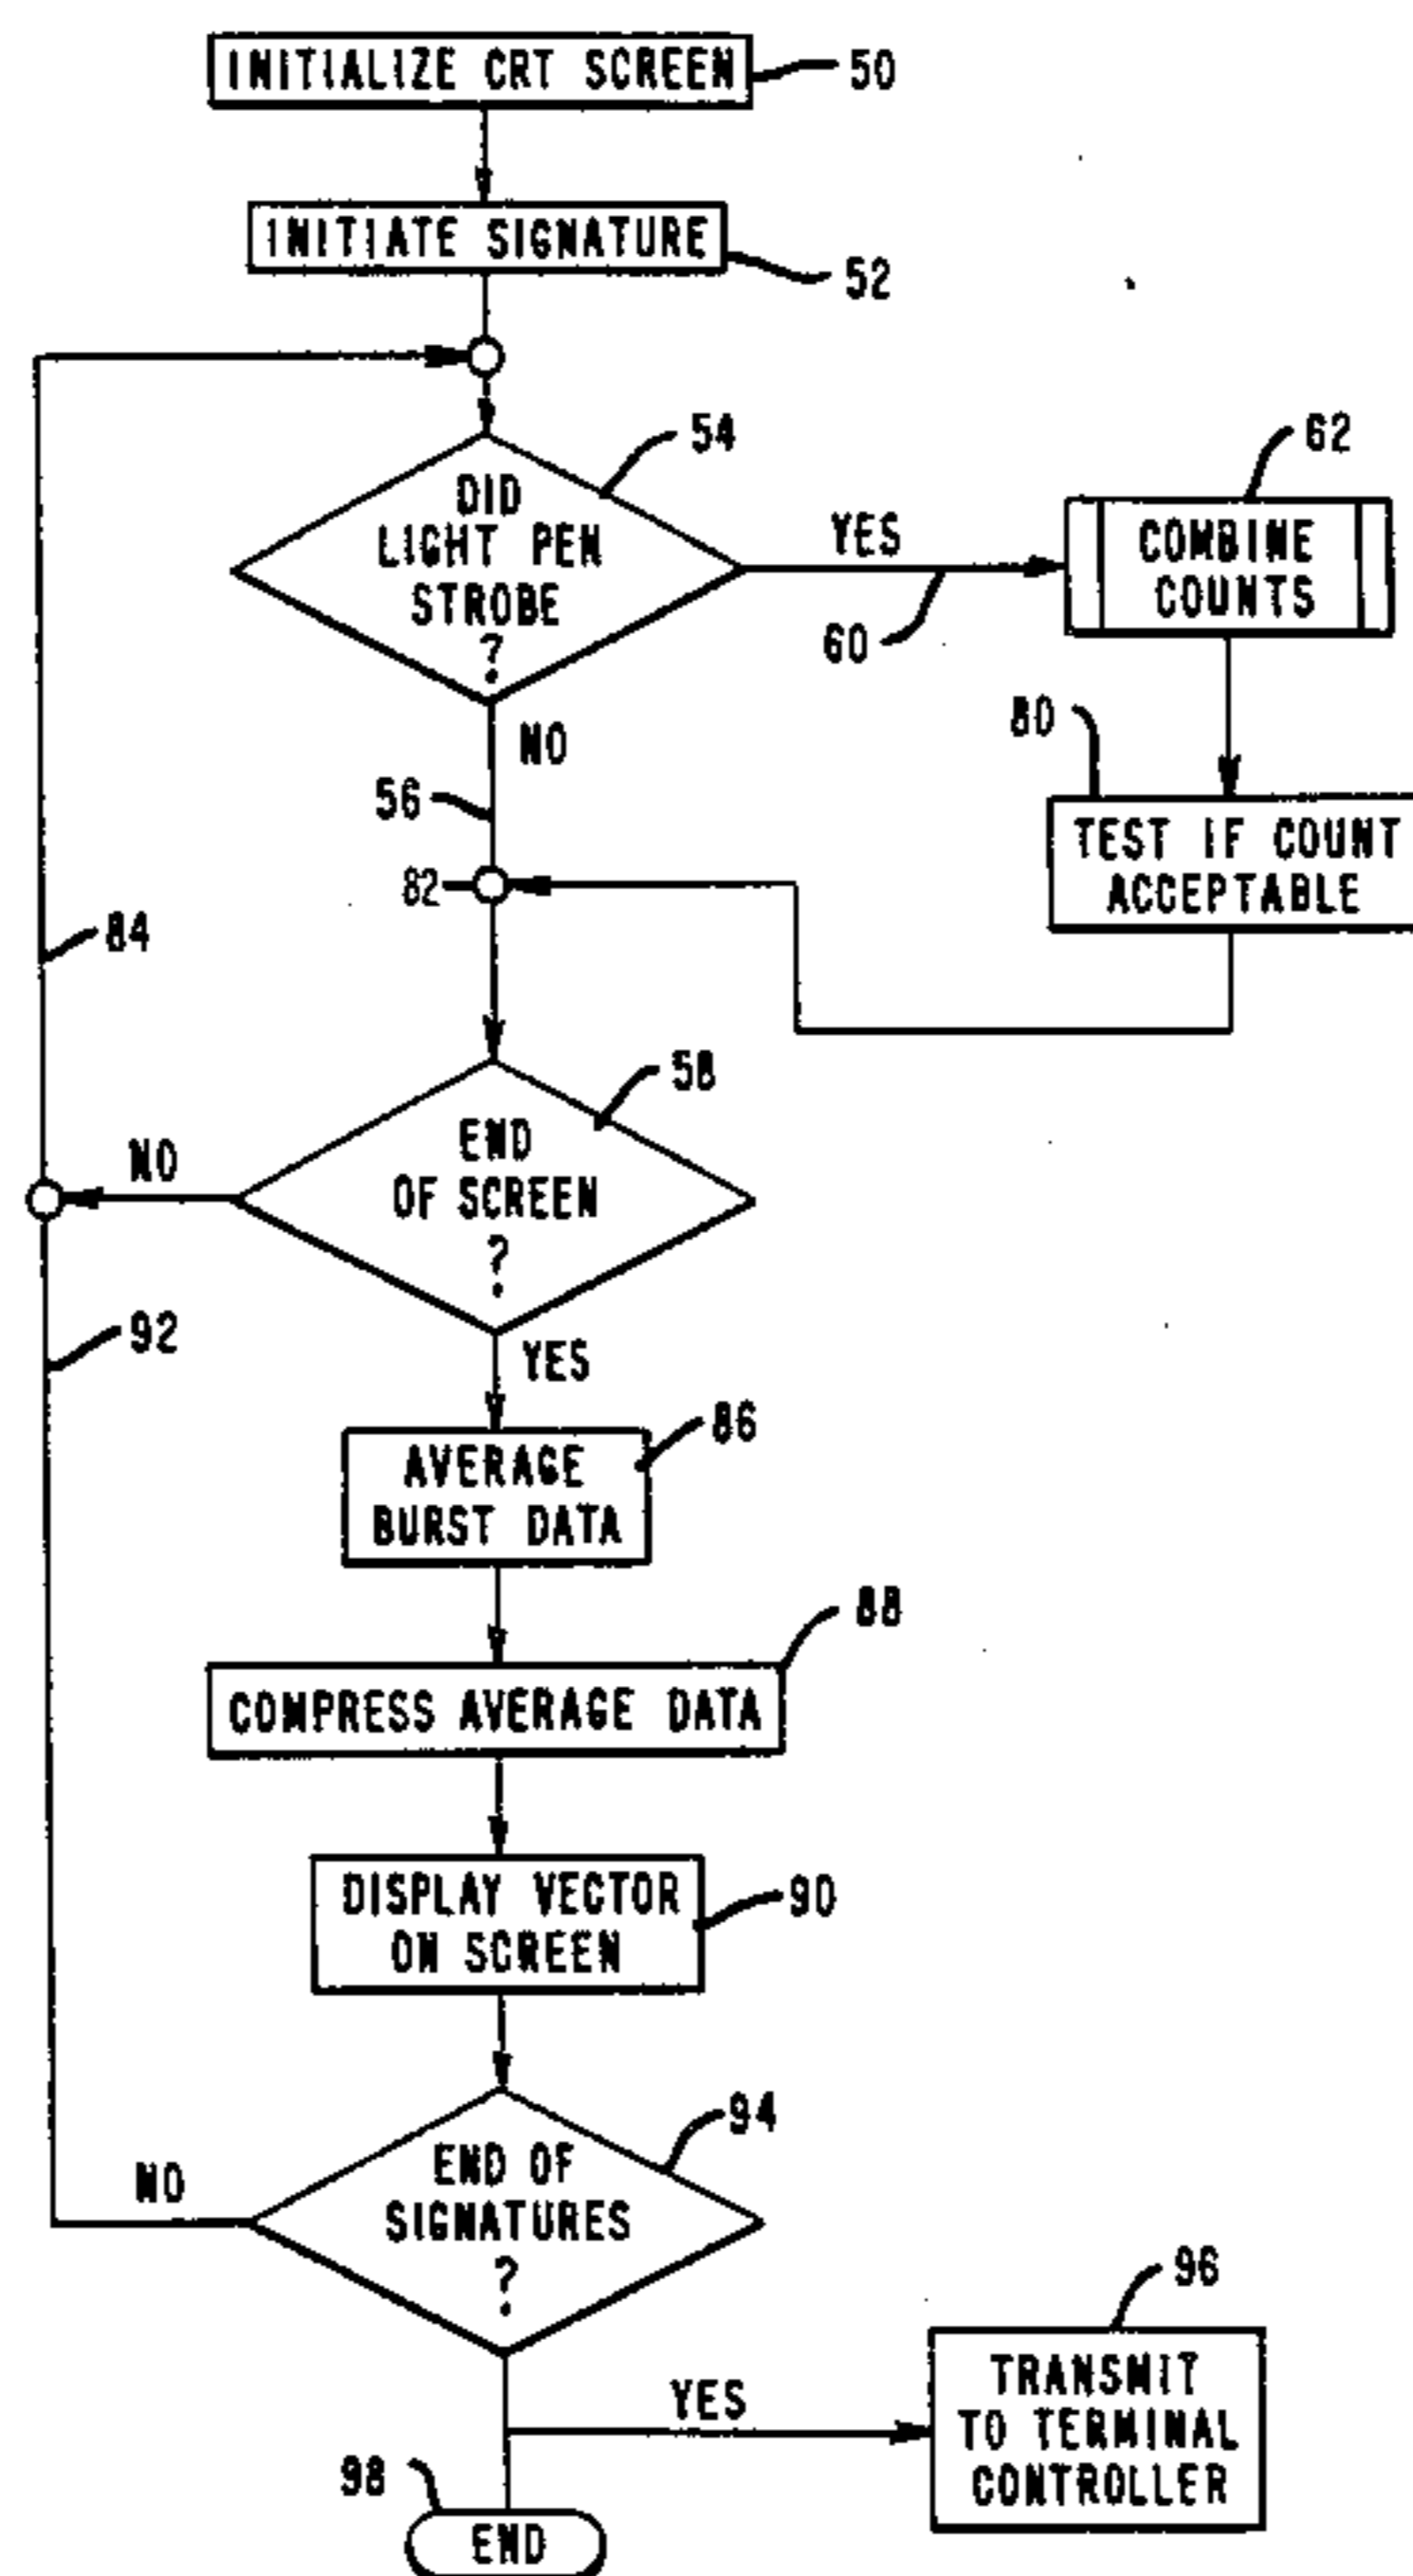 INITIALIZE CRT SCREEN
50
INITIATE SIGNATURE
52
54
DID
LIGHT PEN
STROBE
?
YES
60
62
COMBINE
COUNTS
NO
56
80
TEST IF COUNT
ACCEPTABLE
82
84
58
END
OF SCREEN
?
NO
92
YES
86
AVERAGE
BURST DATA
88
COMPRESS AVERAGE DATA
90
DISPLAY VECTOR
ON SCREEN
94
END OF
SIGNATURES
?
NO
YES
96
TRANSMIT
TO TERMINAL
CONTROLLER
98
END